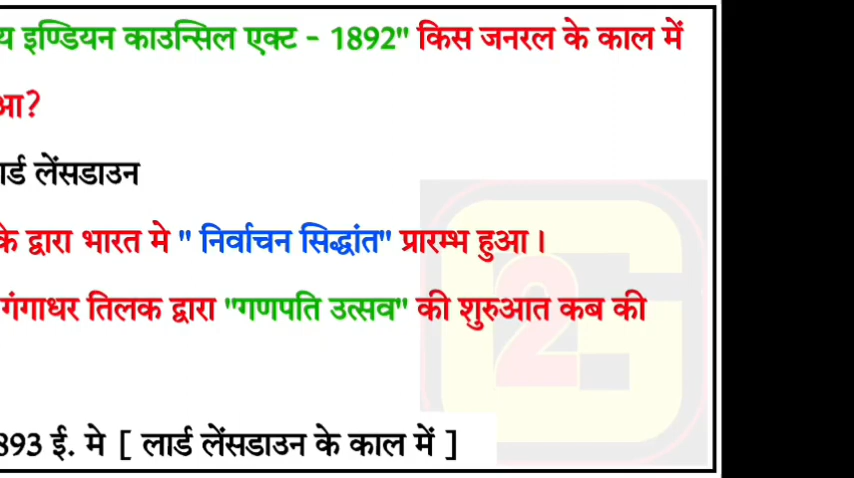 य इण्डियन काउन्सिल एक्ट - 1892" किस जनरल के काल में
आ?
र्ड लेंसडाउन
के द्वारा भारत मे " निर्वाचन सिद्धांत" प्रारम्भ हुआ।
गंगाधर तिलक द्वारा "गणपति उत्सव" की शुरुआत कब की
893 ई. मे [ लार्ड लेंसडाउन के काल में ]